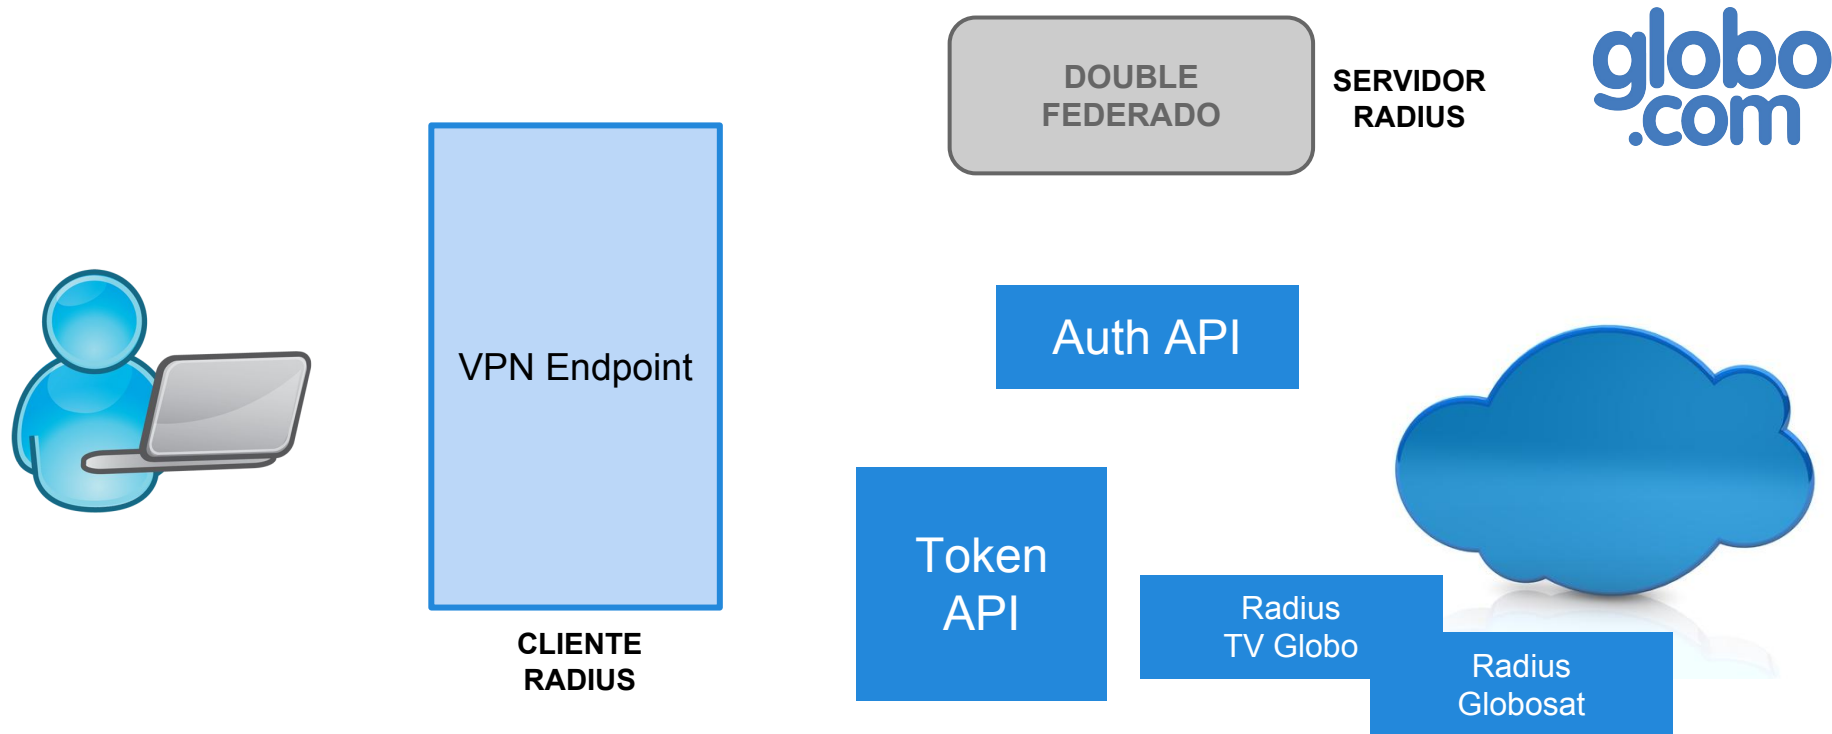 DOUBLE
FEDERADO
SERVIDOR
RADIUS
globo
.com
VPN Endpoint
CLIENTE
RADIUS
Auth API
Token
API
Radius
TV Globo
Radius
Globosat